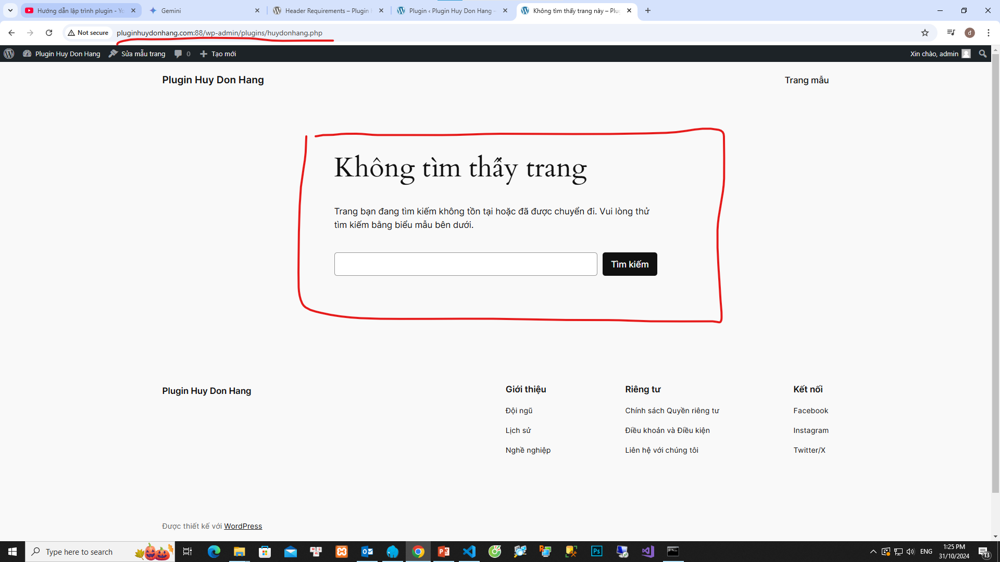 Hướng dẫn lập trình plugin - Yo
Gemini
Header Requirements – Plugin
Plugin ‹ Plugin Huy Don Hang –
Không tìm thấy trang này – Plug
Not secure
pluginhuydonhang.com:88/wp-admin/plugins/huydonhang.php
đ
Plugin Huy Don Hang
Sửa mẫu trang
0
Tạo mới
Xin chào, admin
Plugin Huy Don Hang
Trang mẫu
Không tìm thấy trang
Trang bạn đang tìm kiếm không tồn tại hoặc đã được chuyển đi. Vui lòng thử
tìm kiếm bằng biểu mẫu bên dưới.
Tìm kiếm
Plugin Huy Don Hang
Giới thiệu
Riêng tư
Kết nối
Đội ngũ
Chính sách Quyền riêng tư
Facebook
Lịch sử
Điều khoản và Điều kiện
Instagram
Nghề nghiệp
Liên hệ với chúng tôi
Twitter/X
Được thiết kế với WordPress
Type here to search
ENG
1:25 PM
31/10/2024
13